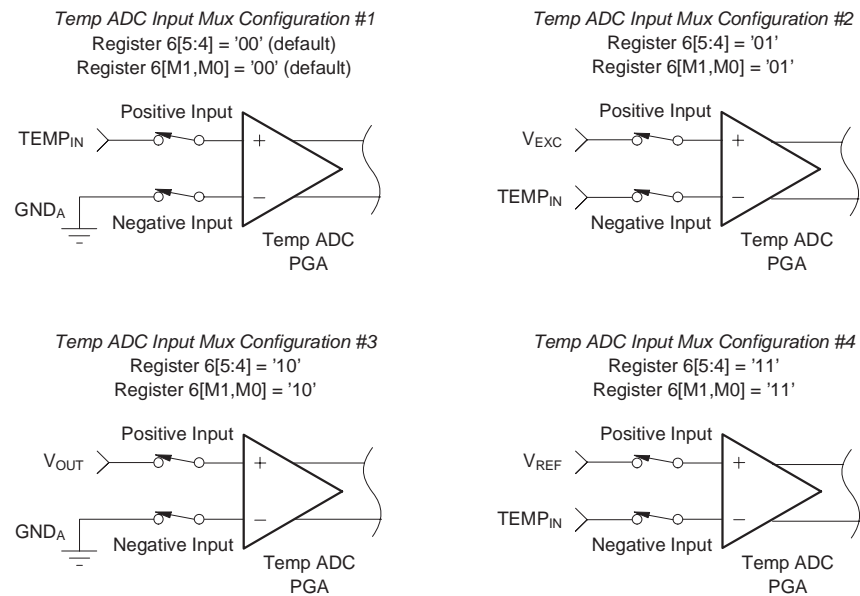 Temp ADC Input Mux Configuration #1
Register 6[5:4] = ’00’ (default)
Register 6[M1,M0] = ’00’ (default)
Positive Input
TEMPIN
+
GNDA
−
Negative Input
Temp ADC
PGA
Temp ADC Input Mux Configuration #2
Register 6[5:4] = ’01’
Register 6[M1,M0] = ’01’
Positive Input
VEXC
+
TEMPIN
−
Negative Input
Temp ADC
PGA
Temp ADC Input Mux Configuration #3
Register 6[5:4] = ’10’
Register 6[M1,M0] = ’10’
Positive Input
VOUT
+
GNDA
−
Negative Input
Temp ADC
PGA
Temp ADC Input Mux Configuration #4
Register 6[5:4] = ’11’
Register 6[M1,M0] = ’11’
Positive Input
VREF
+
TEMPIN
−
Negative Input
Temp ADC
PGA